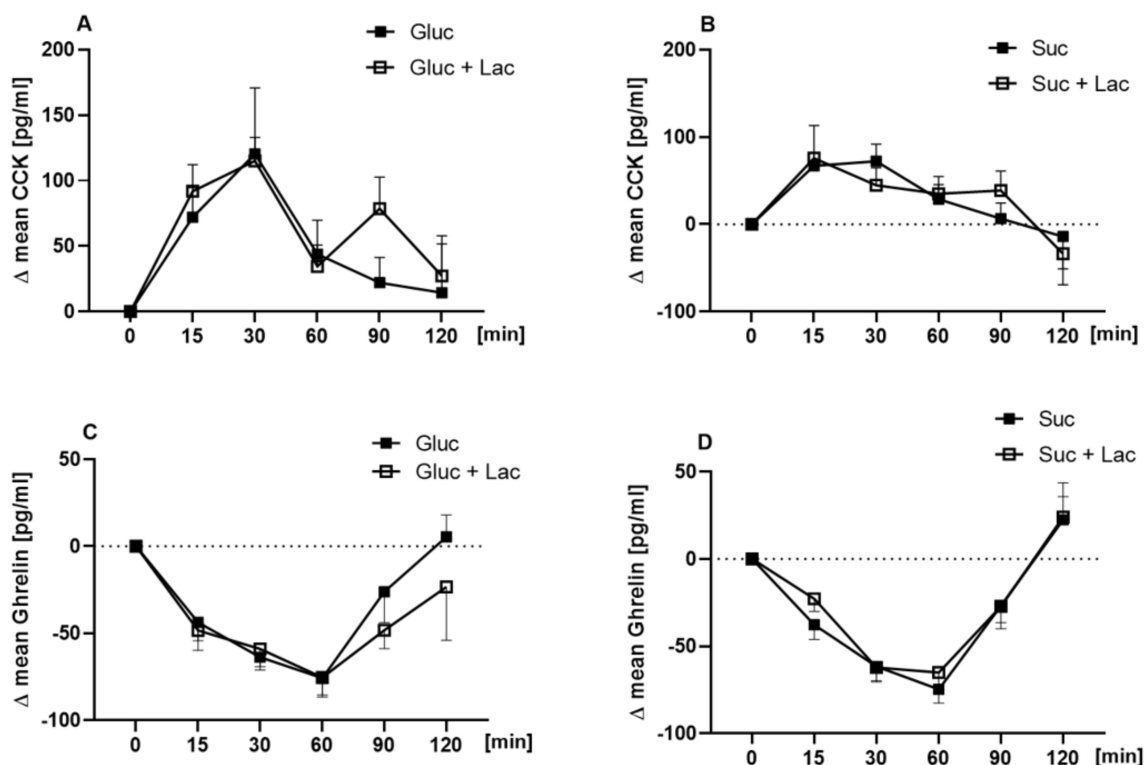 A
Gluc
Gluc + Lac
Δ mean CCK [pg/ml]
200
150
100
50
0
0 15 30 60 90 120 [min]
B
Suc
Suc + Lac
Δ mean CCK [pg/ml]
200
100
0
-100
0 15 30 60 90 120 [min]
C
Gluc
Gluc + Lac
Δ mean Ghrelin [pg/ml]
50
0
-50
-100
0 15 30 60 90 120 [min]
D
Suc
Suc + Lac
Δ mean Ghrelin [pg/ml]
50
0
-50
-100
0 15 30 60 90 120 [min]